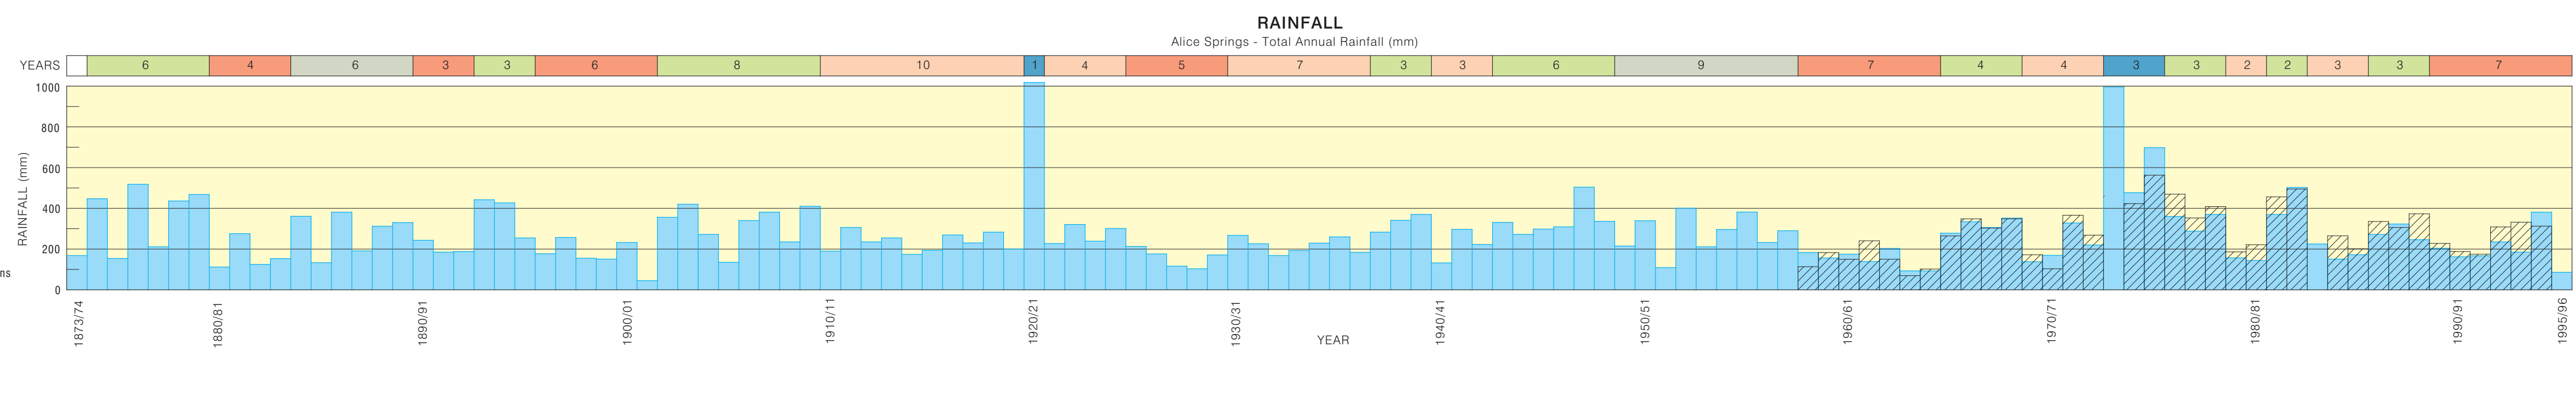 RAINFALL
Alice Springs - Total Annual Rainfall (mm)
YEARS 6 4 6 3 3 6 8 10 1 4 5 7 3 3 6 9 7 4 4 3 3 2 2 3 3 7
1000
800
600
400
200
0
RAINFALL (mm)
ns
1873/74 1880/81 1890/91 1900/01 1910/11 1920/21 1930/31 1940/41 1950/51 1960/61 1970/71 1980/81 1990/91 1995/96
YEAR